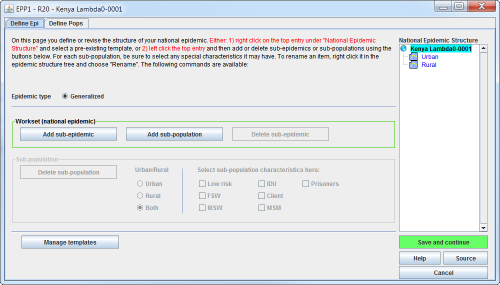 EPP1 - R20 - Kenya Lambda0-0001
Define Epi
Define Pops
On this page you define or revise the structure of your national epidemic. Either: 1) right click on the top entry under "National Epidemic
Structure" and select a pre-existing template, or 2) left click the top entry and then add or delete sub-epidemics or sub-populations using the
buttons below. For each sub-population, be sure to select any special characteristics it may have. To rename an item, right click it in the
epidemic structure tree and choose "Rename". The following commands are available:
National Epidemic Structure
Kenya Lambda0-0001
Urban
Rural
Epidemic type
Generalized
Workset (national epidemic)
Add sub-epidemic
Add sub-population
Delete sub-epidemic
Sub-population
Delete sub-population
Urban/Rural
Urban
Rural
Both
Select sub-population characteristics here:
Low risk
IDU
Prisoners
FSW
Client
MSW
MSM
Manage templates
Save and continue
Help
Source
Cancel